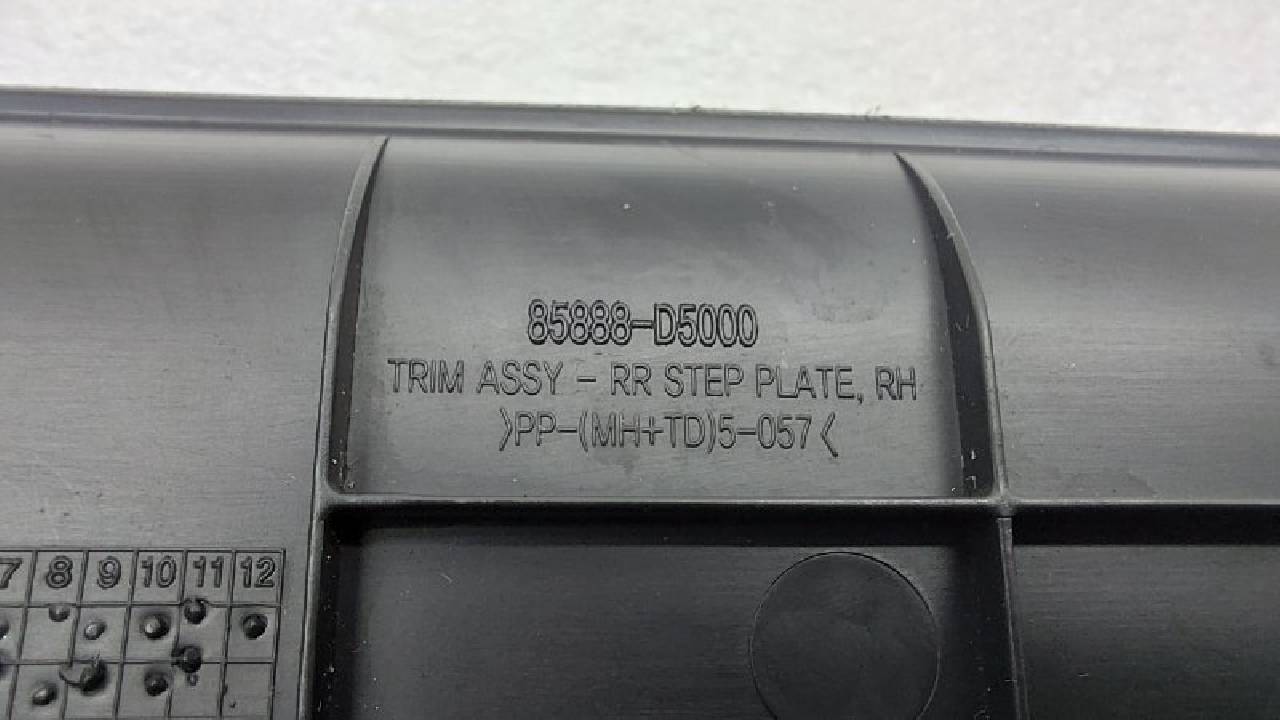 85888-D5000
TRIM ASSY - RR STEP PLATE, RH
>PP-(MH+TD)5-057<
7 8 9 10 11 12